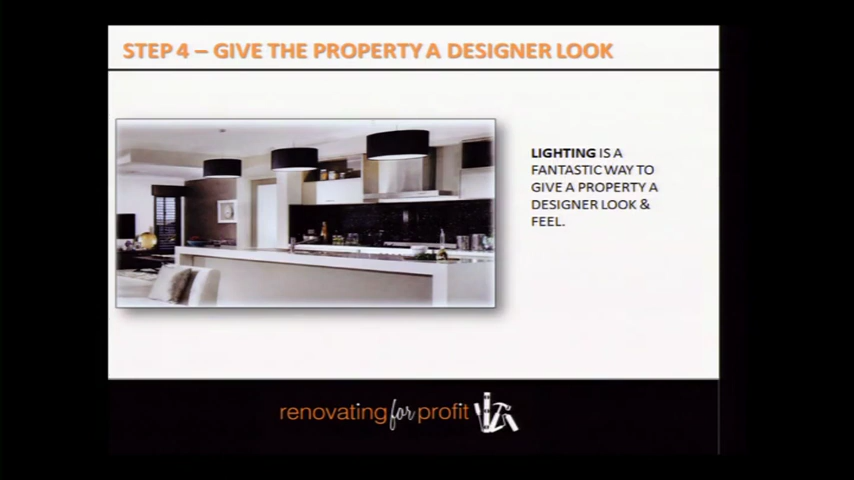 STEP 4 – GIVE THE PROPERTY A DESIGNER LOOK
LIGHTING IS A
FANTASTIC WAY TO
GIVE A PROPERTY A
DESIGNER LOOK &
FEEL.
renovating for profit